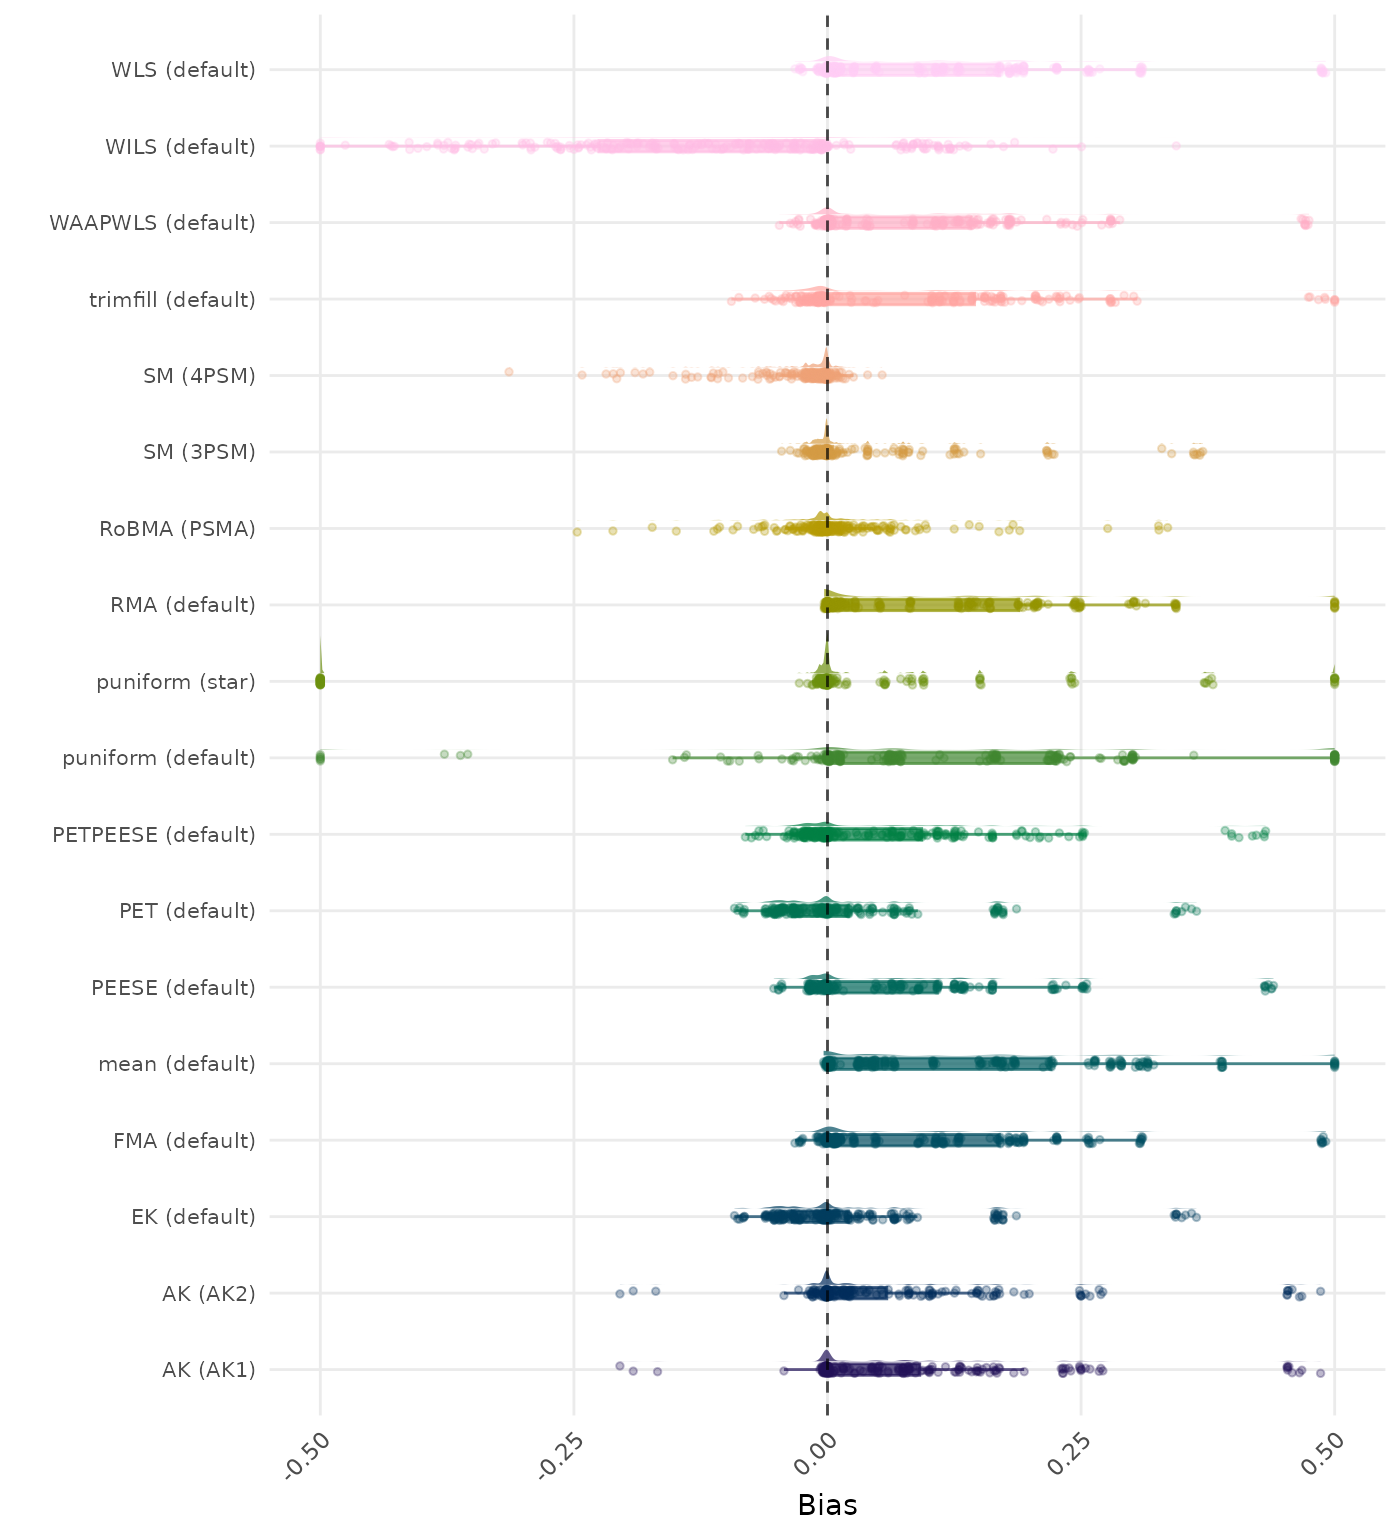 WLS (default)
WILS (default)
WAAPWLS (default)
trimfill (default)
SM (4PSM)
SM (3PSM)
RoBMA (PSMA)
RMA (default)
puniform (star)
puniform (default)
PETPEESE (default)
PET (default)
PEESE (default)
mean (default)
FMA (default)
EK (default)
AK (AK2)
AK (AK1)
-0.50 -0.25 0.00 0.25 0.50
Bias